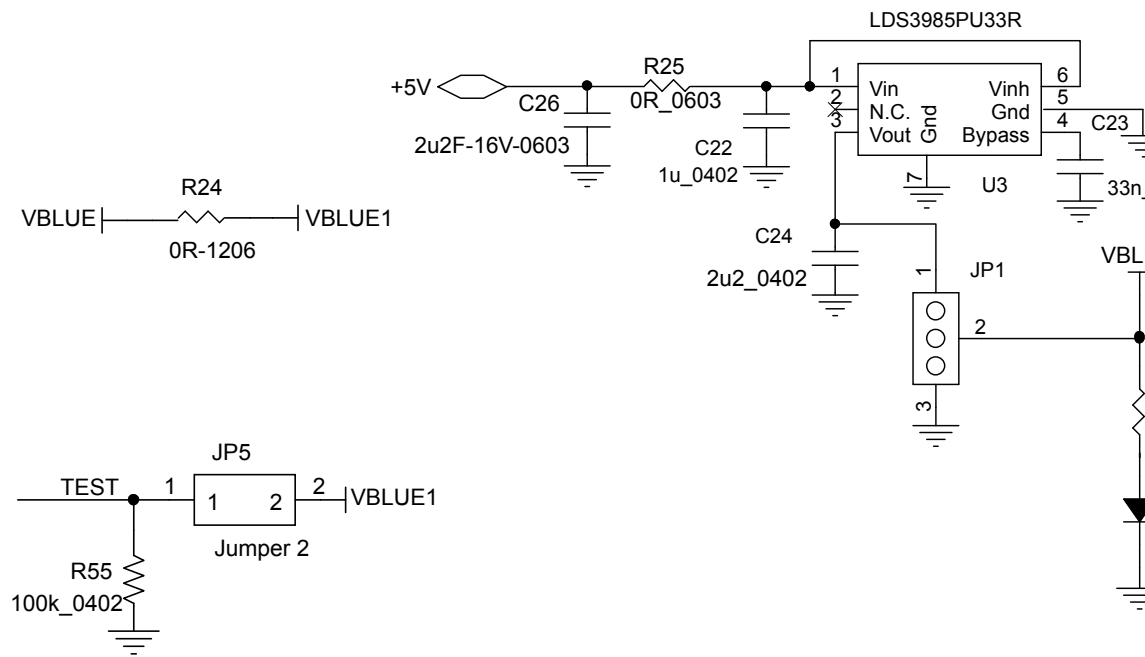 LDS3985PU33R
+5V
R25
0R_0603
C26
2u2F-16V-0603
C22
1u_0402
1
2
3
Vin
N.C.
Vout
Gnd
Vinh
Gnd
Bypass
6
5
4
7
U3
C23
33n_
R24
VBLUE
VBLUE1
0R-1206
C24
2u2_0402
1
JP1
2
3
VBL
JP5
TEST
1
1
2
2
VBLUE1
Jumper 2
R55
100k_0402